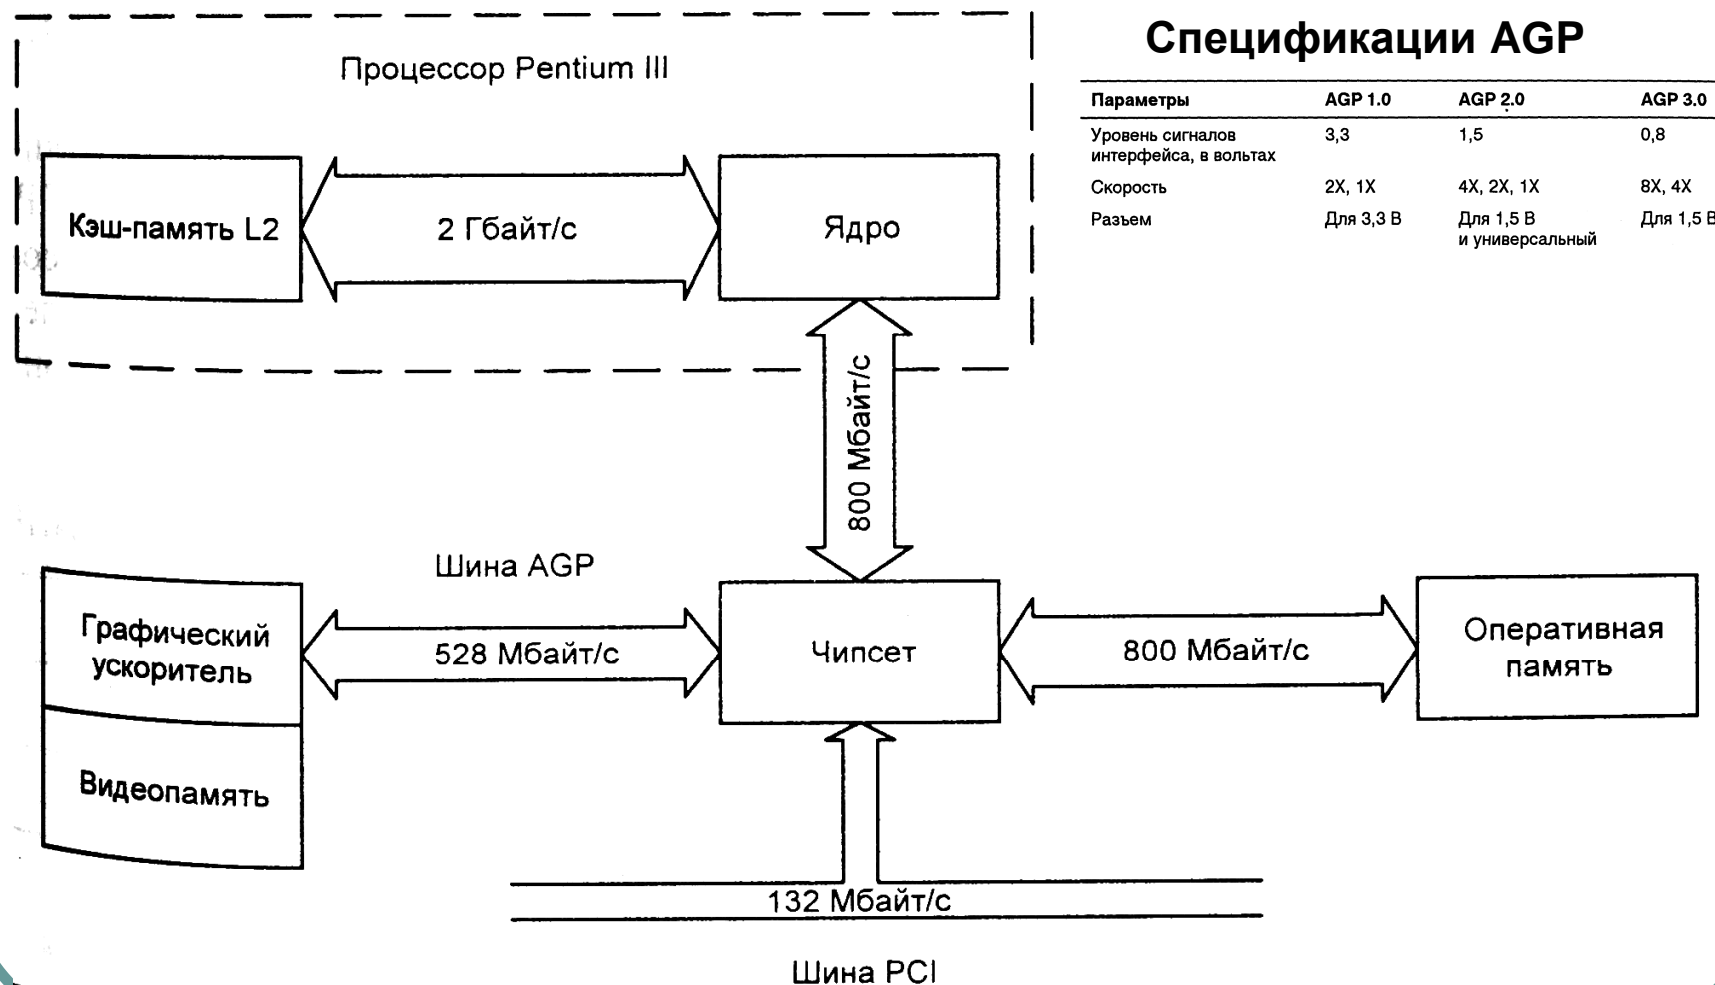 Спецификации AGP
Процессор Pentium III
Параметры AGP 1.0 AGP 2.0 AGP 3.0
Уровень сигналов 3,3 1,5 0,8
интерфейса, в вольтах
Скорость 2X, 1X 4X, 2X, 1X 8X, 4X
Разъем Для 3,3 В Для 1,5 В Для 1,5 В
и универсальный
Кэш-память L2
2 Гбайт/с
Ядро
800 Мбайт/с
Шина AGP
Графический
ускоритель
528 Мбайт/с
Чипсет
800 Мбайт/с
Оперативная
память
Видеопамять
132 Мбайт/с
Шина PCI